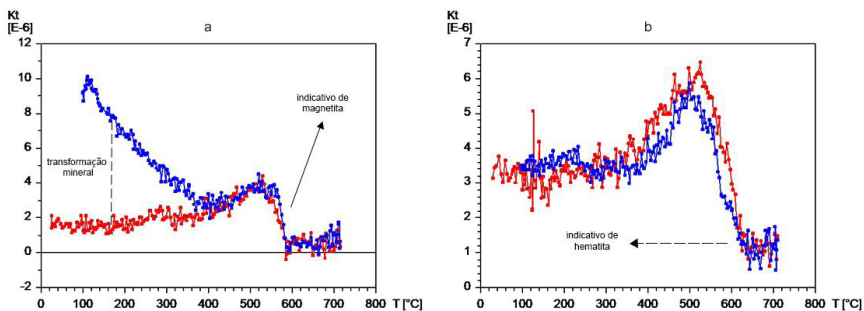 Kt
[E-6]
a
12
10
8
6
4
2
0
-2
indicativo de
magnetita
transformação
mineral
0 100 200 300 400 500 600 700 800 T [°C]
Kt
[E-6]
b
7
6
5
4
3
2
1
0
indicativo de
hematita
0 100 200 300 400 500 600 700 800 T [°C]